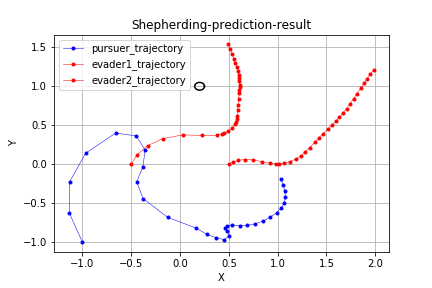 Shepherding-prediction-result
pursuer_trajectory
evader1_trajectory
evader2_trajectory
1.5
1.0
0.5
0.0
−0.5
−1.0
Y
−1.0 −0.5 0.0 0.5 1.0 1.5 2.0
X